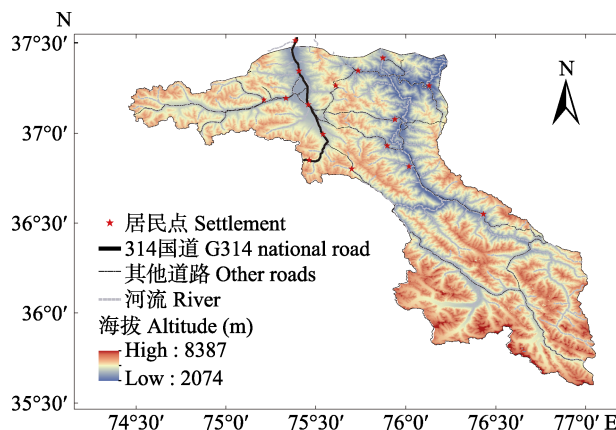 N
37°30′
37°00′
36°30′
36°00′
35°30′
N
居民点 Settlement
314国道 G314 national road
其他道路 Other roads
河流 River
海拔 Altitude (m)
High : 8387
Low : 2074
74°30′ 75°0′ 75°30′ 76°0′ 76°30′ 77°0′ E